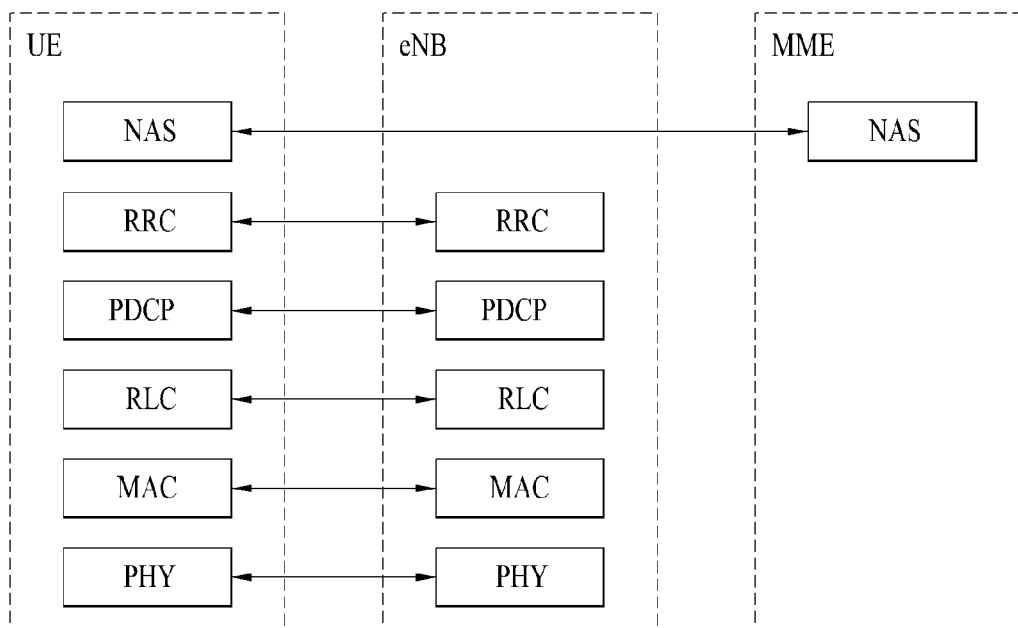 UE eNB MME
NAS NAS
RRC RRC
PDCP PDCP
RLC RLC
MAC MAC
PHY PHY